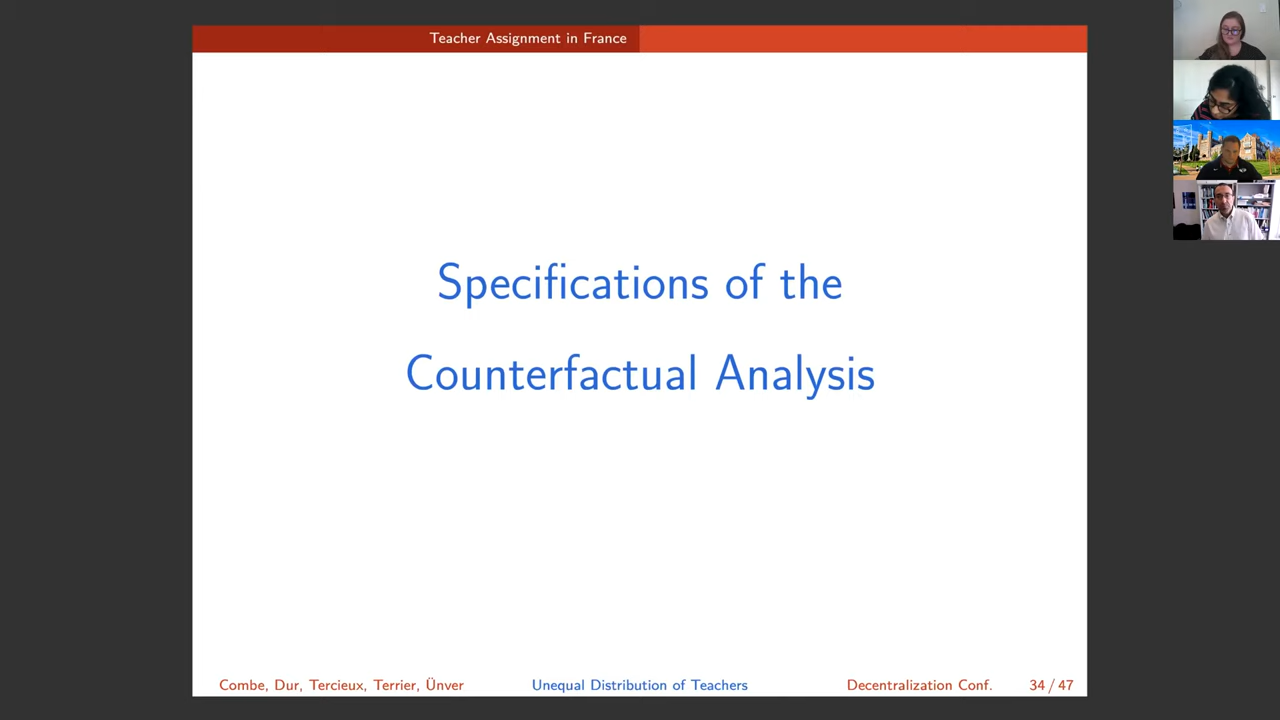 Teacher Assignment in France
Specifications of the
Counterfactual Analysis
Combe, Dur, Tercieux, Terrier, Ünver
Unequal Distribution of Teachers
Decentralization Conf.
34 / 47